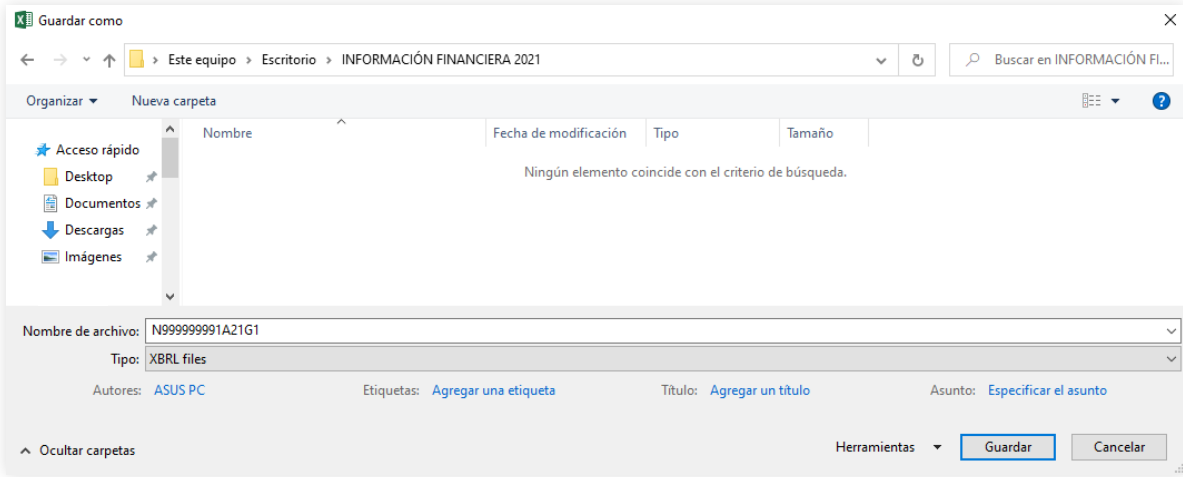 Guardar como
Este equipo > Escritorio > INFORMACIÓN FINANCIERA 2021
Buscar en INFORMACIÓN FI...
Organizar Nueva carpeta
Nombre Fecha de modificación Tipo Tamaño
Ningún elemento coincide con el criterio de búsqueda.
Acceso rápido
Desktop
Documentos
Descargas
Imágenes
Nombre de archivo: N999999991A21G1
Tipo: XBRL files
Autores: ASUS PC Etiquetas: Agregar una etiqueta Título: Agregar un título Asunto: Especificar el asunto
Ocultar carpetas Herramientas Guardar Cancelar